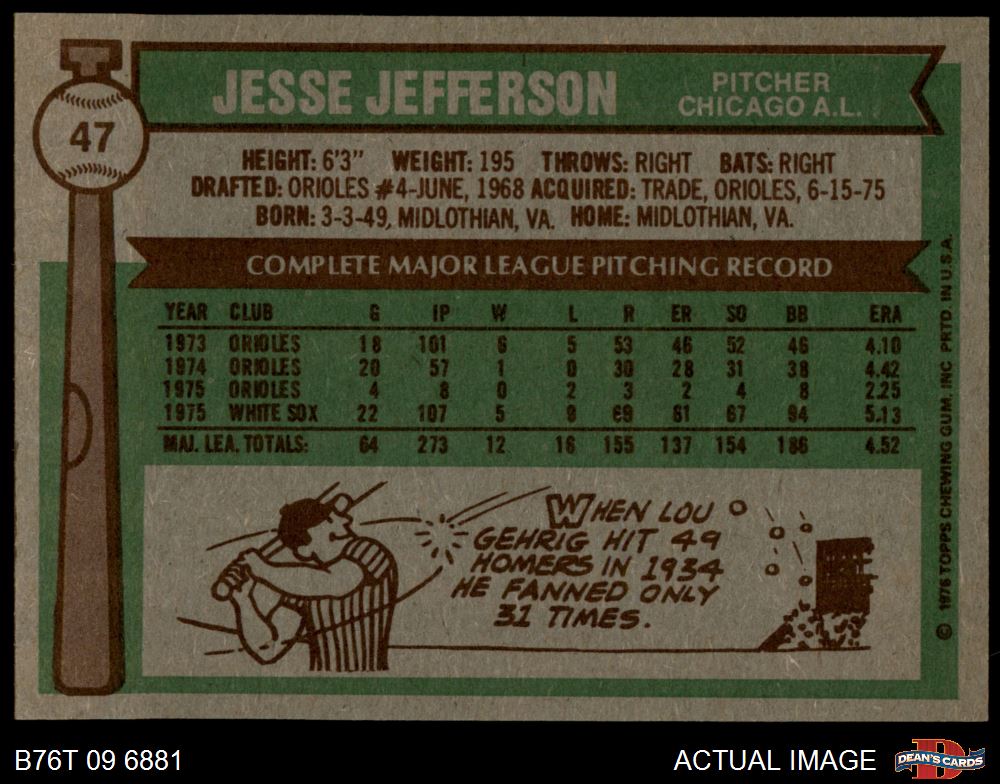 47
JESSE JEFFERSON
PITCHER
CHICAGO A.L.
HEIGHT: 6'3" WEIGHT: 195 THROWS: RIGHT BATS: RIGHT
DRAFTED: ORIOLES #4-JUNE, 1968 ACQUIRED: TRADE, ORIOLES, 6-15-75
BORN: 3-3-49, MIDLOTHIAN, VA. HOME: MIDLOTHIAN, VA.
COMPLETE MAJOR LEAGUE PITCHING RECORD
YEAR CLUB G IP W L R ER SO BB ERA
1973 ORIOLES 18 101 6 5 53 46 52 46 4.10
1974 ORIOLES 20 57 1 0 30 28 31 38 4.42
1975 ORIOLES 4 8 0 2 3 2 4 8 2.25
1975 WHITE SOX 22 107 5 9 69 61 67 94 5.13
MAJ. LEA. TOTALS: 64 273 12 16 155 137 154 186 4.52
WHEN LOU
GEHRIG HIT 49
HOMERS IN 1934
HE FANNED ONLY
31 TIMES.
© 1976 TOPPS CHEWING GUM, INC. PRTD. IN U.S.A.
B76T 09 6881
ACTUAL IMAGE
D
DEAN'S CARDS